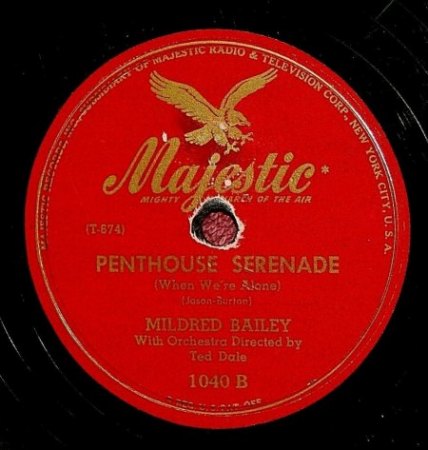 SUBSIDIARY OF MAJESTIC RADIO & TELEVISION CORP., NEW YORK CITY, U. S. A.
Majestic*
MIGHTY OF THE AIR
(T-874)
PENTHOUSE SERENADE
(When We're Alone)
(Jason-Burton)
MILDRED BAILEY
With Orchestra Directed by
Ted Dale
1040 B